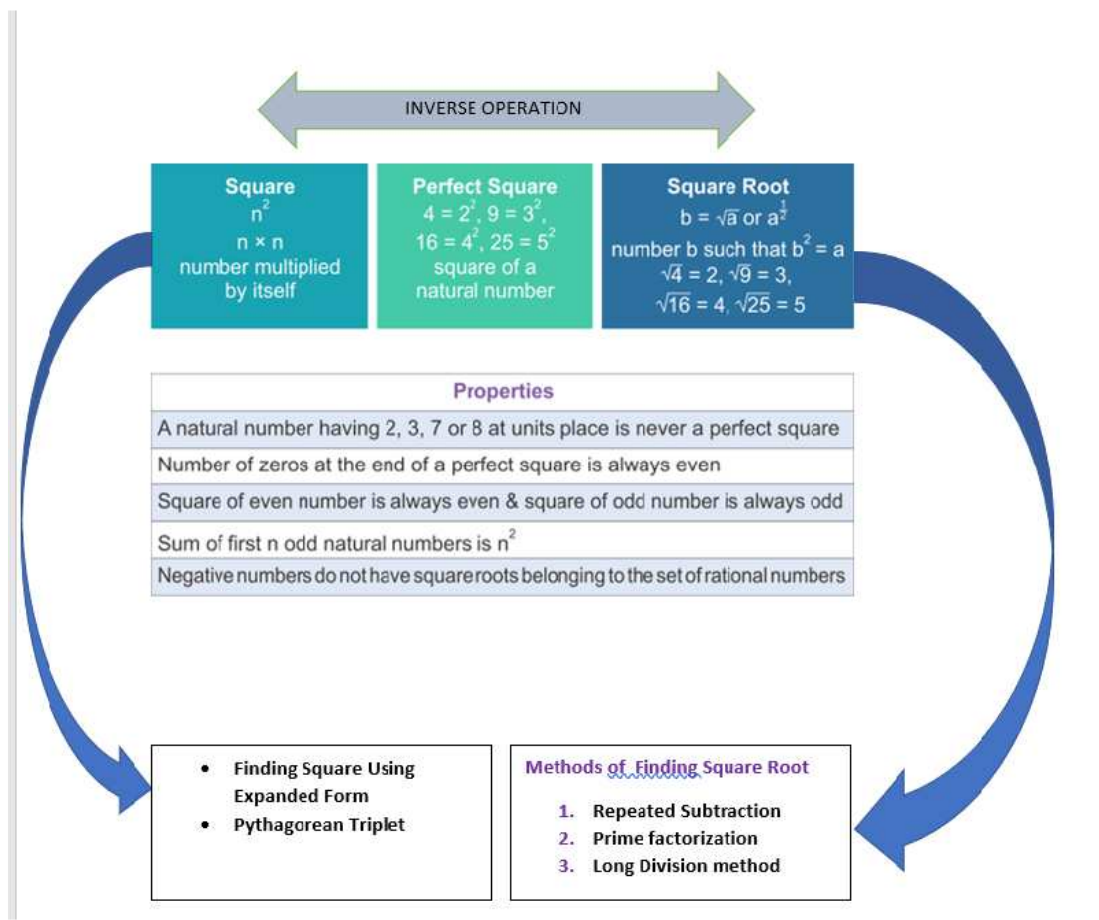 INVERSE OPERATION
Square
n²
n × n
number multiplied
by itself
Perfect Square
4 = 2², 9 = 3²,
16 = 4², 25 = 5²
square of a
natural number
Square Root
b = √a or a^½
number b such that b² = a
√4 = 2, √9 = 3,
√16 = 4, √25 = 5
Properties
A natural number having 2, 3, 7 or 8 at units place is never a perfect square
Number of zeros at the end of a perfect square is always even
Square of even number is always even & square of odd number is always odd
Sum of first n odd natural numbers is n²
Negative numbers do not have square roots belonging to the set of rational numbers
• Finding Square Using
Expanded Form
• Pythagorean Triplet
Methods of Finding Square Root
1. Repeated Subtraction
2. Prime factorization
3. Long Division method